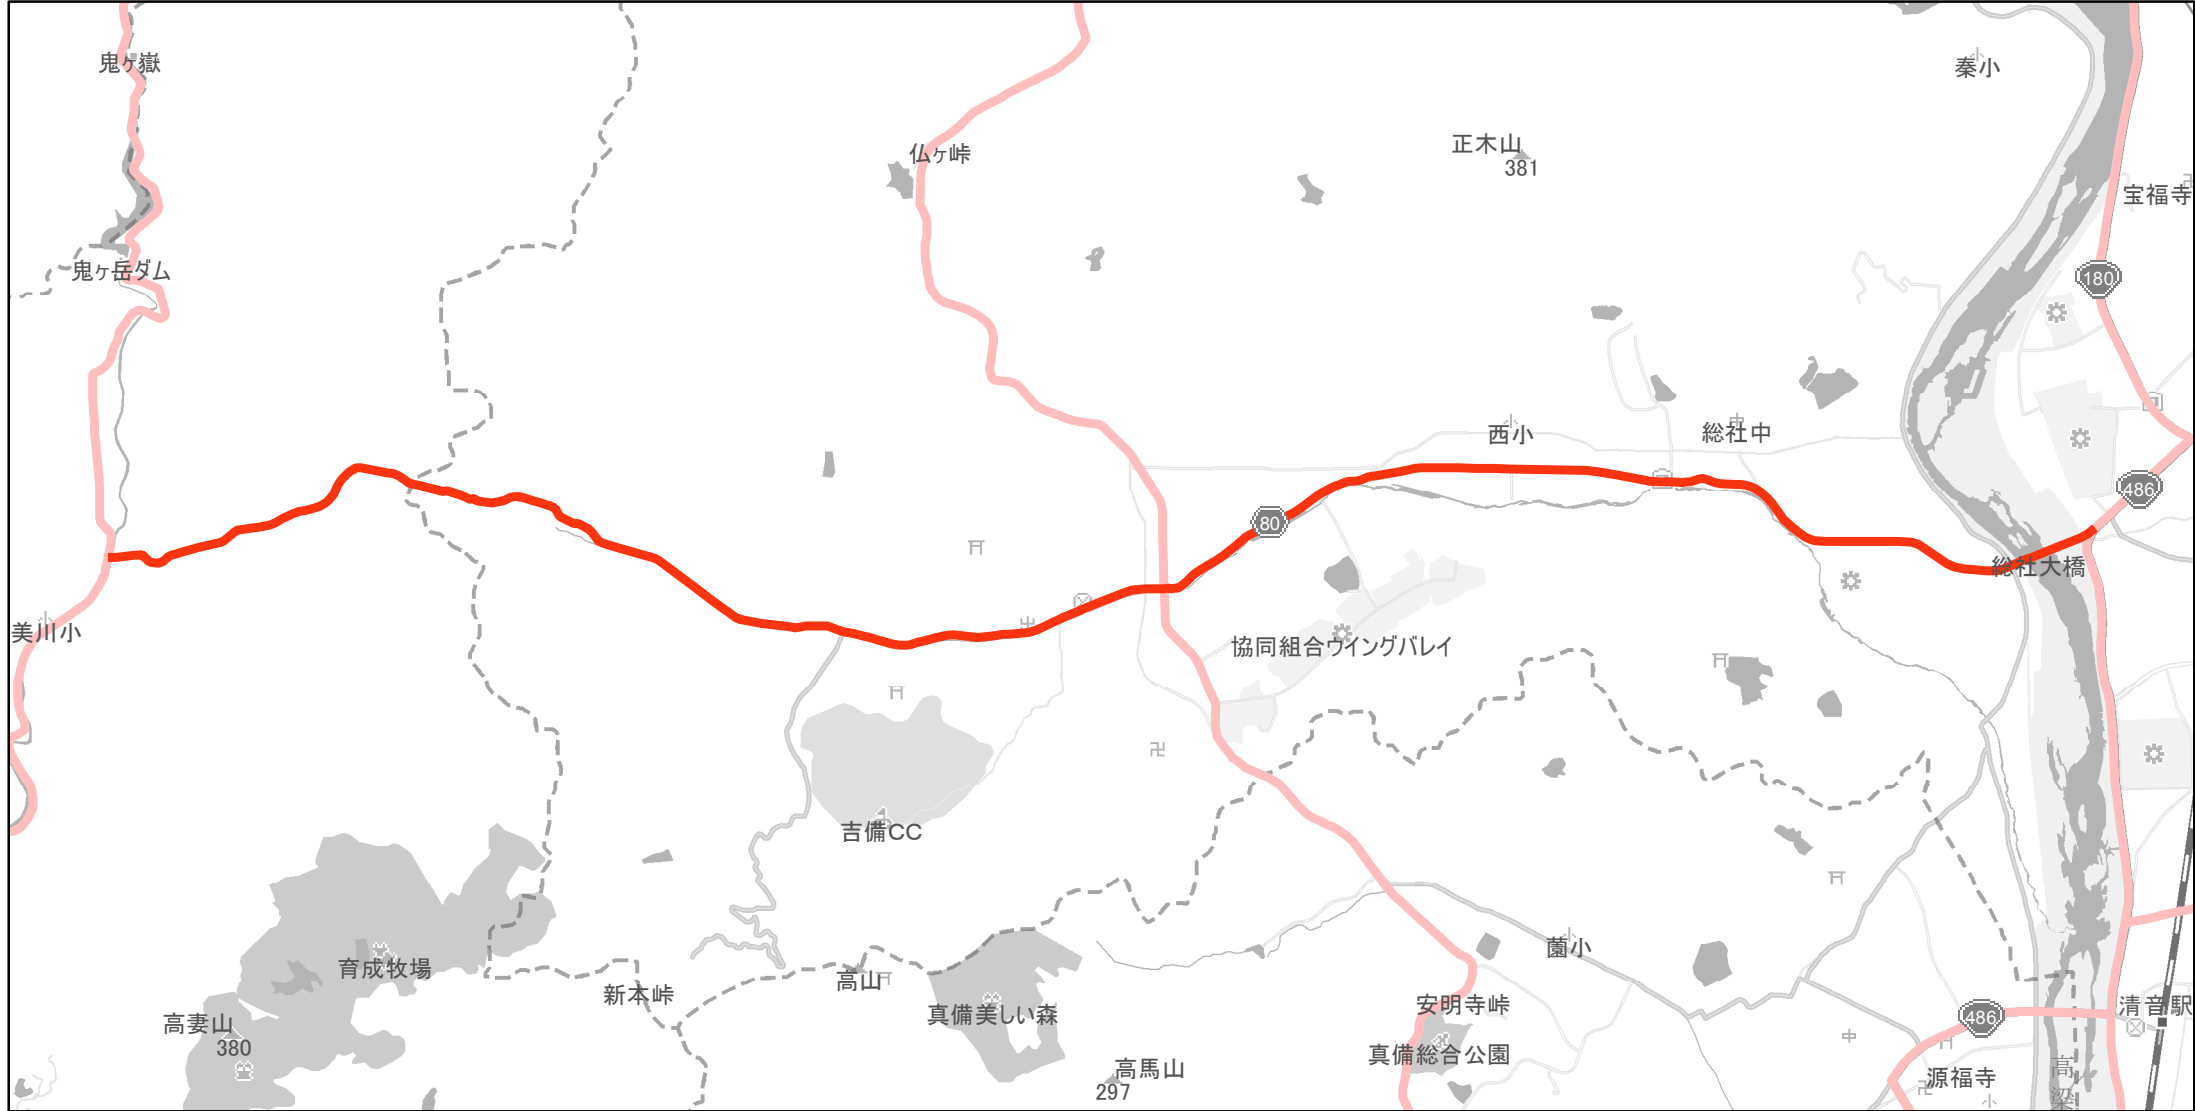 鬼ヶ嶽
秦小
正木山
381
仏ヶ峠
宝福寺
鬼ヶ岳ダム
180
西小
総社中
486
80
総社大橋
美川小
協同組合ウイングバレイ
吉備CC
育成牧場
高山
新本峠
真備美しい森
薗小
安明寺峠
清音駅
486
高妻山
380
真備総合公園
高馬山
297
源福寺
高梁